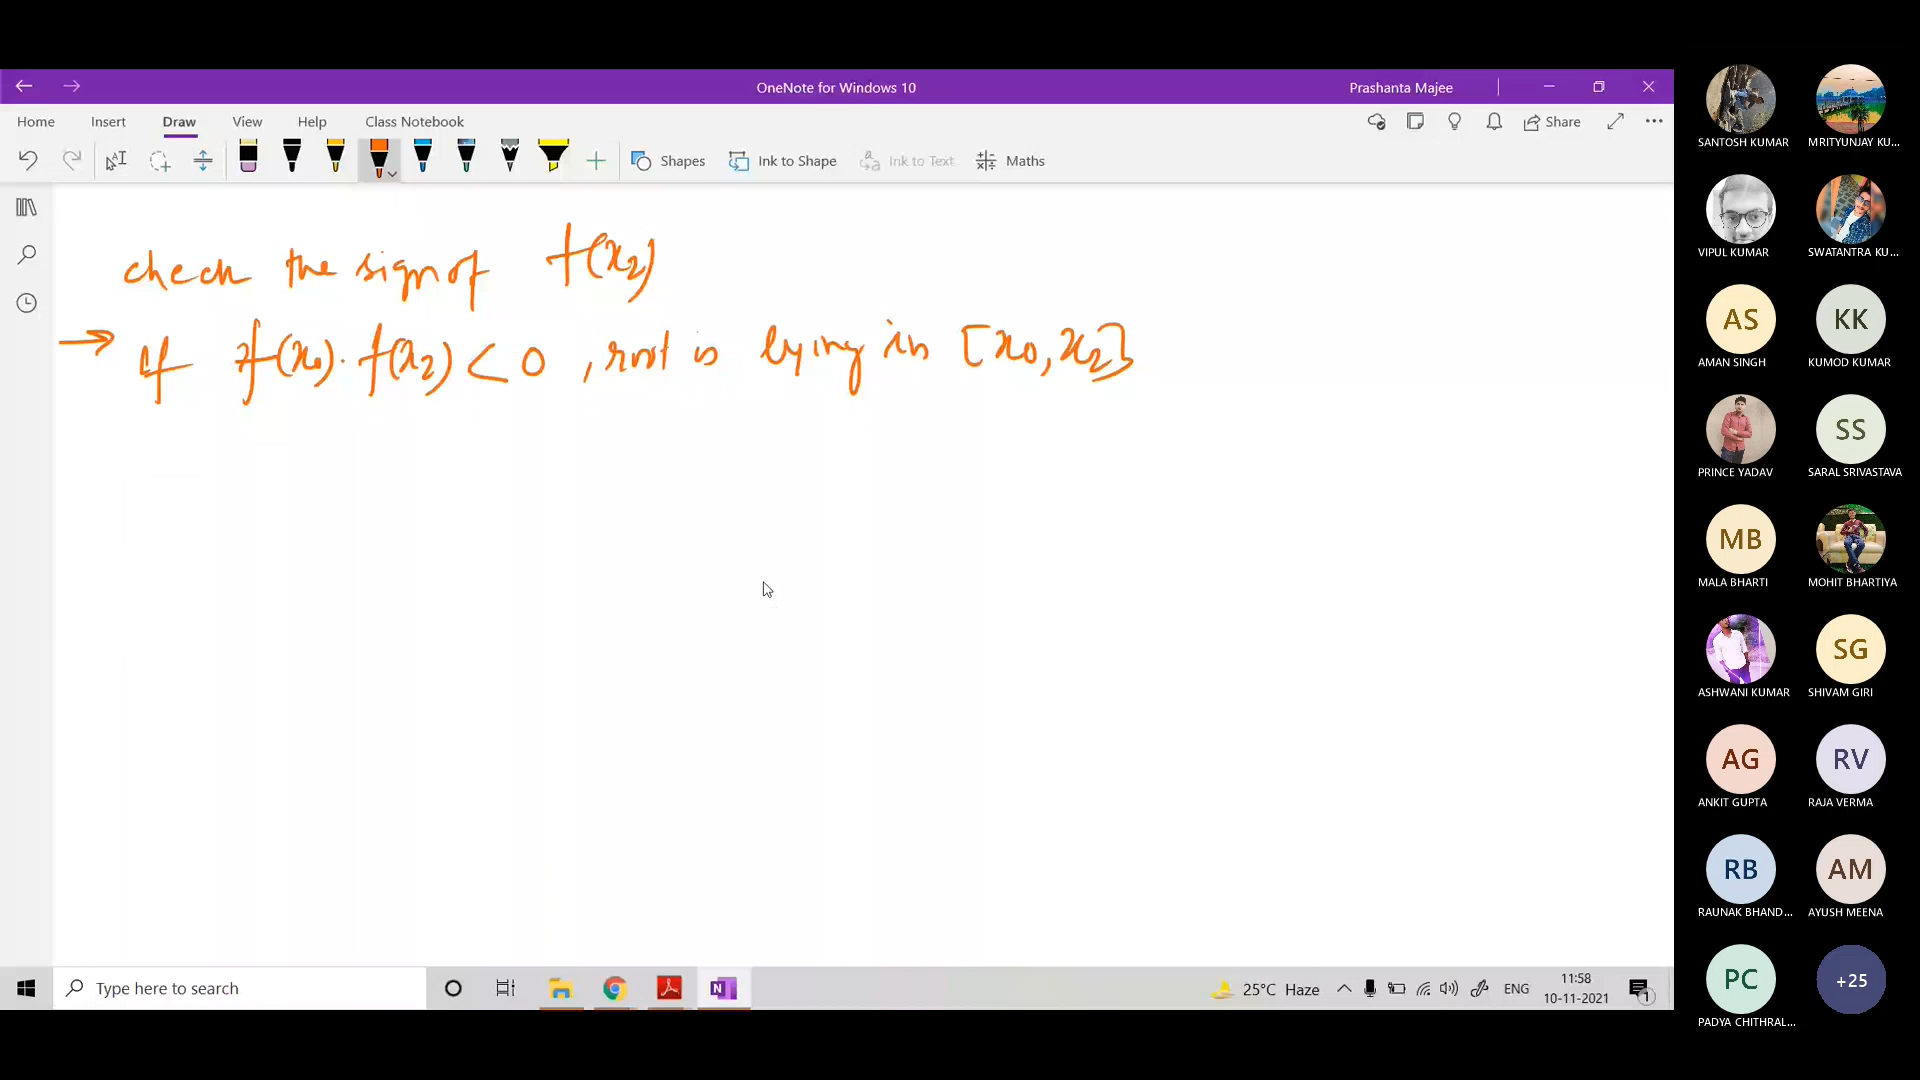 OneNote for Windows 10
Prashanta Majee
Home Insert Draw View Help Class Notebook
Share
Shapes Ink to Shape Ink to Text Maths
check the sign of f(x₂)
→ If f(x₀)·f(x₂) < 0 , root is lying in [x₀, x₂]
SANTOSH KUMAR
MRITYUNJAY KU...
VIPUL KUMAR
SWATANTRA KU...
AS
KK
AMAN SINGH
KUMOD KUMAR
SS
PRINCE YADAV
SARAL SRIVASTAVA
MB
MALA BHARTI
MOHIT BHARTIYA
SG
ASHWANI KUMAR
SHIVAM GIRI
AG
RV
ANKIT GUPTA
RAJA VERMA
RB
AM
RAUNAK BHAND...
AYUSH MEENA
PC
+25
PADYA CHITHRAL...
Type here to search
25°C Haze
ENG
11:58
10-11-2021
1